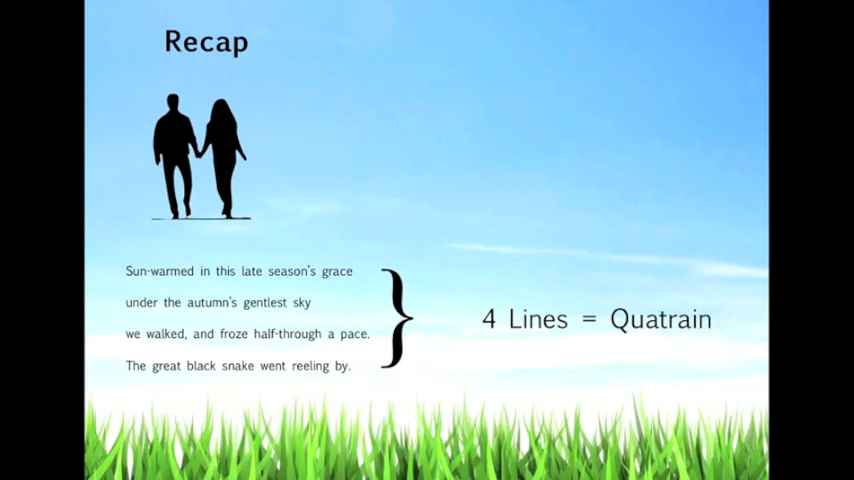 Recap
Sun-warmed in this late season's grace
under the autumn's gentlest sky
we walked, and froze half-through a pace.
The great black snake went reeling by.
}
4 Lines = Quatrain